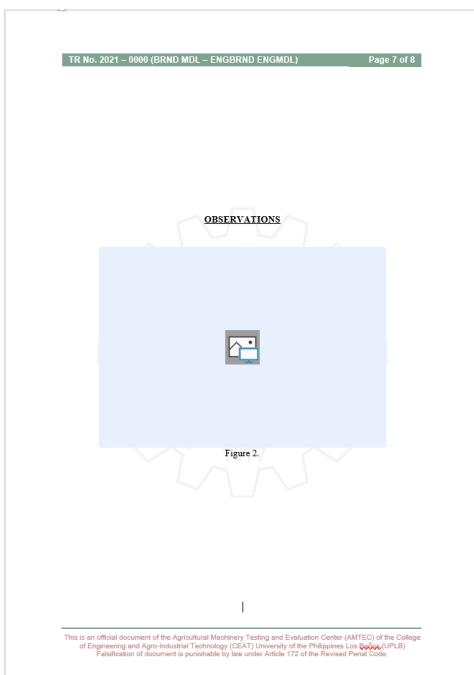 TR No. 2021 – 0000 (BRND MDL – ENGBRND ENGMDL) Page 7 of 8
OBSERVATIONS
Figure 2.
This is an official document of the Agricultural Machinery Testing and Evaluation Center (AMTEC) of the College
of Engineering and Agro-Industrial Technology (CEAT) University of the Philippines Los Baños (UPLB)
Falsification of document is punishable by law under Article 172 of the Revised Penal Code.